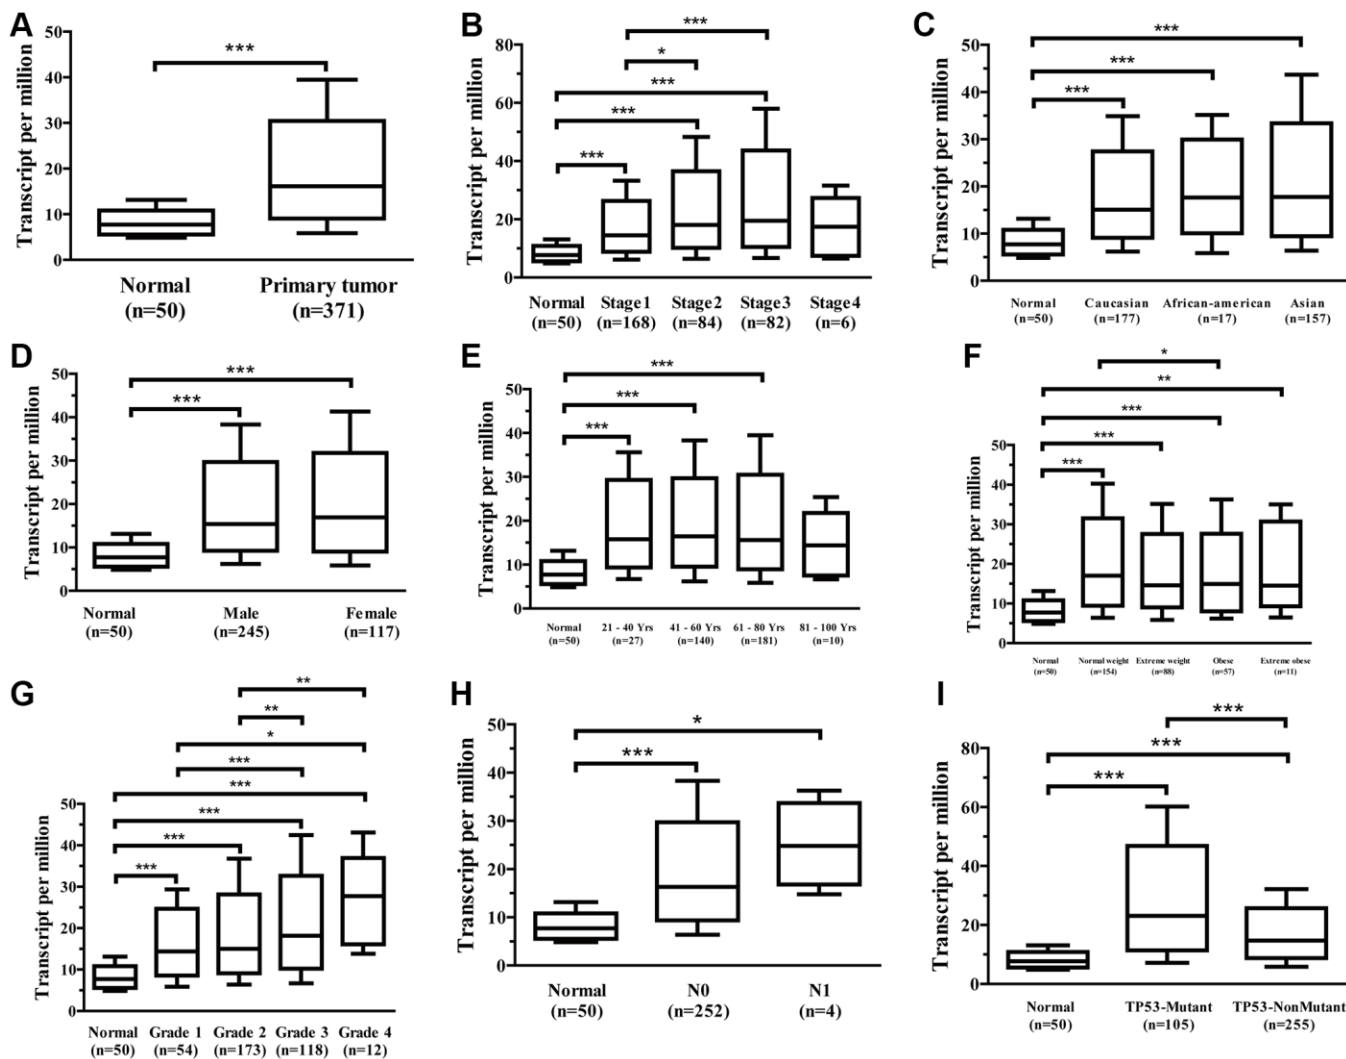 A
Transcript per million
50
40
30
20
10
0
***
Normal
(n=50)
Primary tumor
(n=371)
B
Transcript per million
80
60
40
20
0
***
*
***
***
***
Normal
(n=50)
Stage1
(n=168)
Stage2
(n=84)
Stage3
(n=82)
Stage4
(n=6)
C
Transcript per million
50
40
30
20
10
0
***
***
***
Normal
(n=50)
Caucasian
(n=177)
African-american
(n=17)
Asian
(n=157)
D
Transcript per million
50
40
30
20
10
0
***
***
Normal
(n=50)
Male
(n=245)
Female
(n=117)
E
Transcript per million
50
40
30
20
10
0
***
***
***
Normal
(n=50)
21 - 40 Yrs
(n=27)
41 - 60 Yrs
(n=140)
61 - 80 Yrs
(n=181)
81 - 100 Yrs
(n=10)
F
Transcript per million
50
40
30
20
10
0
*
**
***
***
***
Normal
(n=50)
Normal weight
(n=154)
Extreme weight
(n=88)
Obese
(n=57)
Extreme obese
(n=11)
G
Transcript per million
50
40
30
20
10
0
**
**
*
***
***
***
***
***
Normal
(n=50)
Grade 1
(n=54)
Grade 2
(n=173)
Grade 3
(n=118)
Grade 4
(n=12)
H
Transcript per million
50
40
30
20
10
0
*
***
Normal
(n=50)
N0
(n=252)
N1
(n=4)
I
Transcript per million
80
60
40
20
0
***
***
***
Normal
(n=50)
TP53-Mutant
(n=105)
TP53-NonMutant
(n=255)